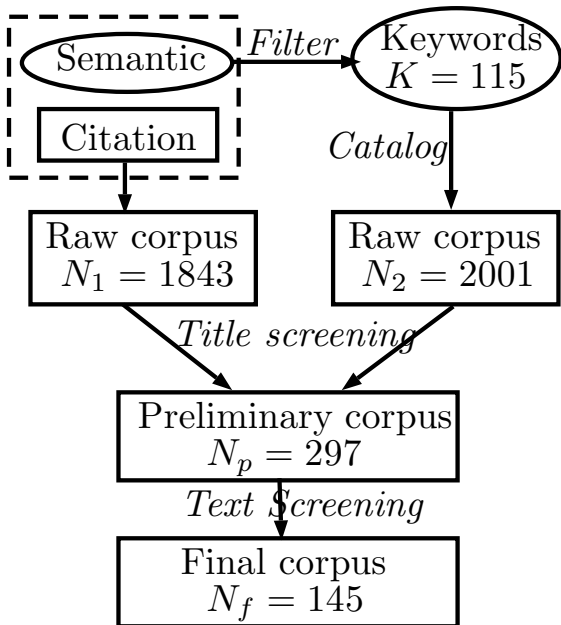 Semantic
Filter
Keywords
K = 115
Citation
Catalog
Raw corpus
N₁ = 1843
Raw corpus
N₂ = 2001
Title screening
Preliminary corpus
Nₚ = 297
Text Screening
Final corpus
N_f = 145